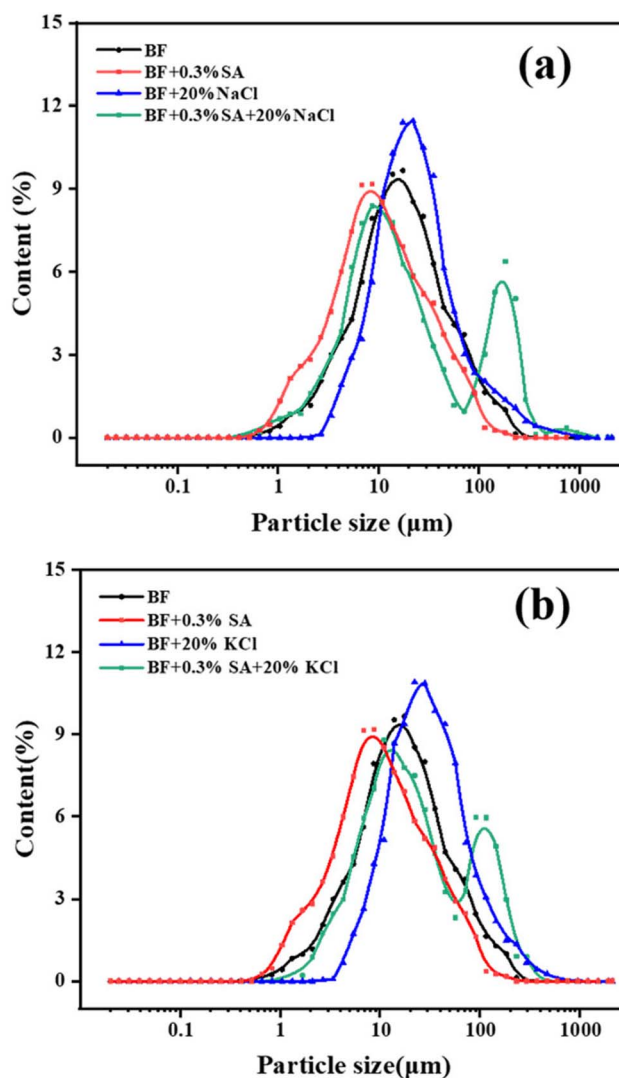 15
12
9
6
3
0
Content (%)
BF
BF+0.3%SA
BF+20%NaCl
BF+0.3%SA+20%NaCl
(a)
0.1 1 10 100 1000
Particle size (μm)
15
12
9
6
3
0
Content(%)
BF
BF+0.3% SA
BF+20% KCl
BF+0.3% SA+20% KCl
(b)
0.1 1 10 100 1000
Particle size(μm)